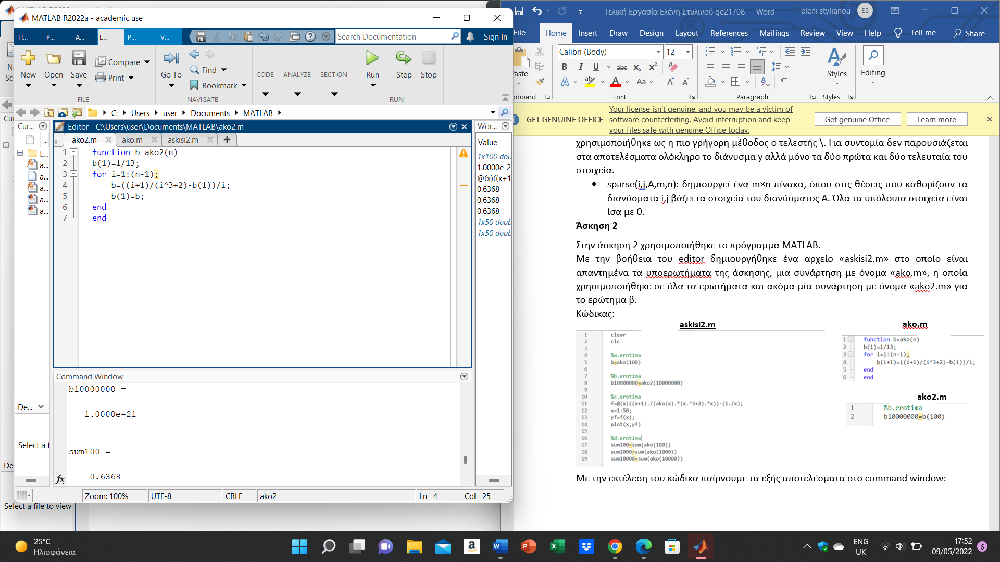 MATLAB R2022a - academic use
H...
P...
A...
E...
P...
V...
Search Documentation
Sign In
New
Open
Save
Compare
Print
Go To
Find
Bookmark
CODE
ANALYZE
SECTION
Run
Step
Stop
FILE
NAVIGATE
RUN
C:
Users
user
Documents
MATLAB
Cur...
Editor - C:\Users\user\Documents\MATLAB\ako2.m
Wor...
ako2.m
ako.m
askisi2.m
1 function b=ako2(n)
2 b(1)=1/13;
3 for i=1:(n-1);
4 b=((i+1)/(i^3+2)-b(1))/i;
5 b(1)=b;
6 end
7 end
...
E...
a...
a...
a...
a...
a...
Value
1x100 dou
1.0000e-2
@(x)((x+1
0.6368
0.6368
0.6368
1x50 doub
1x50 doub
Command Window
b10000000 =
1.0000e-21
sum100 =
0.6368
fx
De...
Select a f
Zoom: 100%
UTF-8
CRLF
ako2
Ln 4
Col 25
Select a file to view
Τελική Εργασία Ελένη Στυλινού ge21708 - Word
eleni stylianou
ES
File
Home
Insert
Draw
Design
Layout
References
Mailings
Review
View
Help
Tell me
Share
Paste
Calibri (Body)
12
Styles
Editing
pboard
Font
Paragraph
Styles
GET GENUINE OFFICE
Your license isn't genuine, and you may be a victim of
software counterfeiting. Avoid interruption and keep
your files safe with genuine Office today.
Get genuine Office
Learn more
χρησιμοποιήθηκε ως η πιο γρήγορη μέθοδος ο τελεστής \. Για συντομία δεν παρουσιάζεται
στα αποτελέσματα ολόκληρο το διάνυσμα y αλλά μόνο τα δύο πρώτα και δύο τελευταία του
στοιχεία.
• sparse(i,j,A,m,n): δημιουργεί ένα m×n πίνακα, όπου στις θέσεις που καθορίζουν τα
διανύσματα i,j βάζει τα στοιχεία του διανύσματος Α. Όλα τα υπόλοιπα στοιχεία είναι
ίσα με 0.
Άσκηση 2
Στην άσκηση 2 χρησιμοποιήθηκε το πρόγραμμα MATLAB.
Με την βοήθεια του editor δημιουργήθηκε ένα αρχείο «askisi2.m» στο οποίο είναι
απαντημένα τα υποερωτήματα της άσκησης, μια συνάρτηση με όνομα «ako.m», η οποία
χρησιμοποιήθηκε σε όλα τα ερωτήματα και ακόμα μία συνάρτηση με όνομα «ako2.m» για
το ερώτημα β.
Κώδικας:
askisi2.m
1 clear
2 clc
3
4 %a.erotima
5 b=ako(100)
6
7 %b.erotima
8 b10000000=ako2(10000000)
9
10 %c.erotima
11 f=@(x)((x+1)./(ako(x).*(x.^3+2).*x))-(1./x);
12 x=1:50;
13 yf=f(x);
14 plot(x,yf)
15
16 %d.erotima
17 sum100=sum(ako(100))
18 sum1000=sum(ako(1000))
19 sum10000=sum(ako(10000))
ako.m
1 function b=ako(n)
2 b(1)=1/13;
3 for i=1:(n-1);
4 b(i+1)=((i+1)/(i^3+2)-b(i))/i;
5 end
6 end
ako2.m
1 %b.erotima
2 b10000000=b(100)
Με την εκτέλεση του κώδικα παίρνουμε τα εξής αποτελέσματα στο command window:
25°C
Ηλιοφάνεια
ENG
UK
17:52
09/05/2022
6